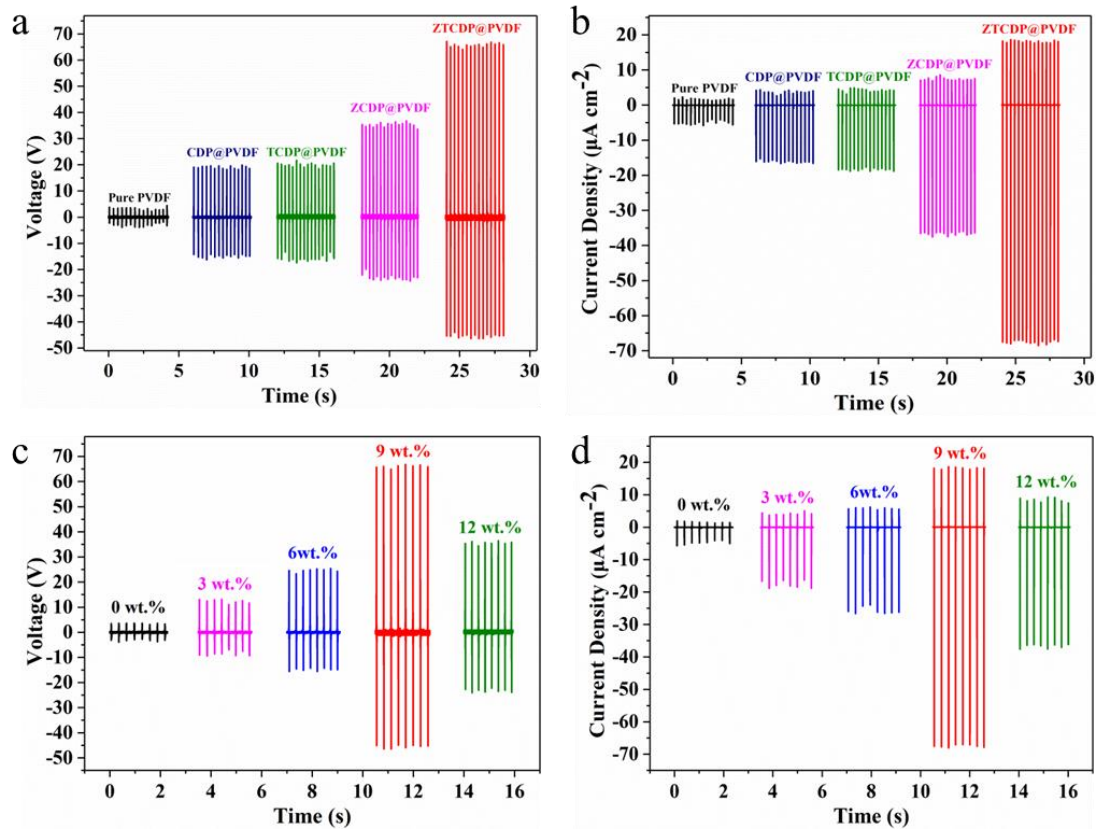 a
70
60
50
40
30
20
10
0
-10
-20
-30
-40
-50
Voltage (V)
Pure PVDF
CDP@PVDF
TCDP@PVDF
ZCDP@PVDF
ZTCDP@PVDF
0 5 10 15 20 25 30
Time (s)
b
20
10
0
-10
-20
-30
-40
-50
-60
-70
Current Density (µA cm⁻²)
Pure PVDF
CDP@PVDF
TCDP@PVDF
ZCDP@PVDF
ZTCDP@PVDF
0 5 10 15 20 25 30
Time (s)
c
70
60
50
40
30
20
10
0
-10
-20
-30
-40
-50
Voltage (V)
0 wt.%
3 wt.%
6wt.%
9 wt.%
12 wt.%
0 2 4 6 8 10 12 14 16
Time (s)
d
20
10
0
-10
-20
-30
-40
-50
-60
-70
Current Density (µA cm⁻²)
0 wt.%
3 wt.%
6wt.%
9 wt.%
12 wt.%
0 2 4 6 8 10 12 14 16
Time (s)